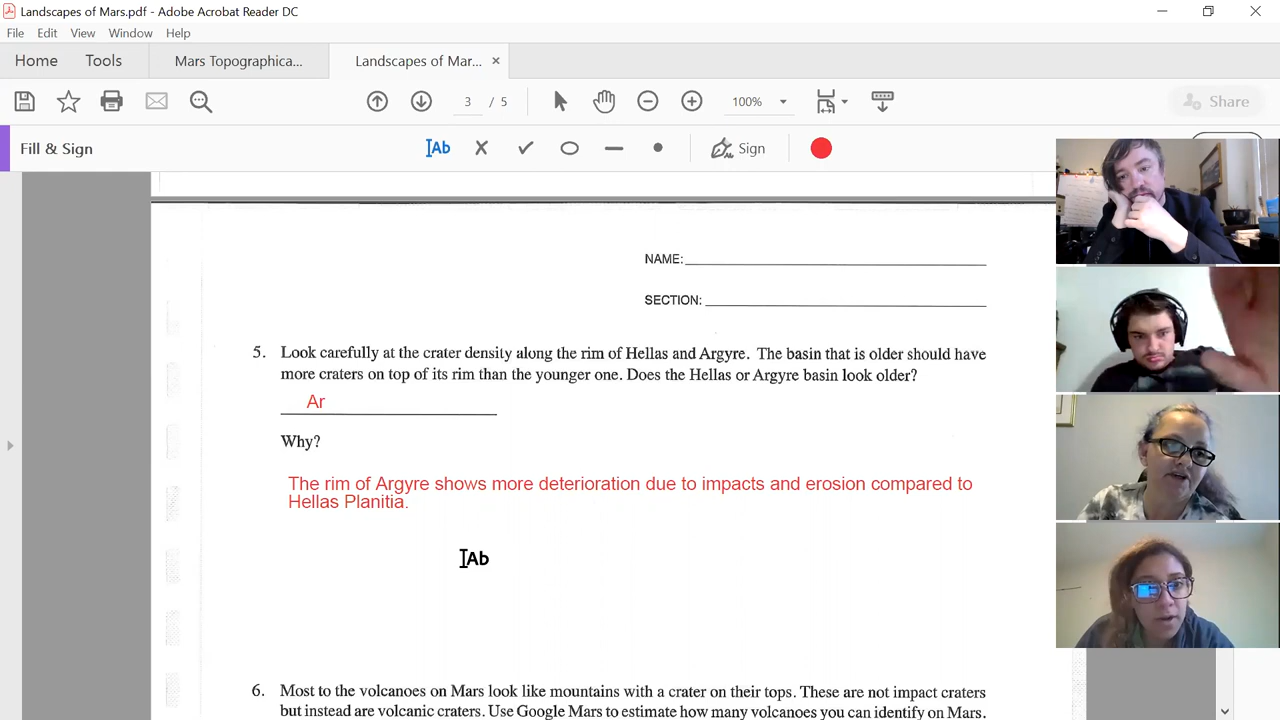 Landscapes of Mars.pdf - Adobe Acrobat Reader DC
File Edit View Window Help
Home Tools Mars Topographica... Landscapes of Mar... ×
3 / 5 100% Share
Fill & Sign IAb Sign
NAME:
SECTION:
5. Look carefully at the crater density along the rim of Hellas and Argyre. The basin that is older should have
more craters on top of its rim than the younger one. Does the Hellas or Argyre basin look older?
Ar
Why?
The rim of Argyre shows more deterioration due to impacts and erosion compared to
Hellas Planitia.
IAb
6. Most to the volcanoes on Mars look like mountains with a crater on their tops. These are not impact craters
but instead are volcanic craters. Use Google Mars to estimate how many volcanoes you can identify on Mars.